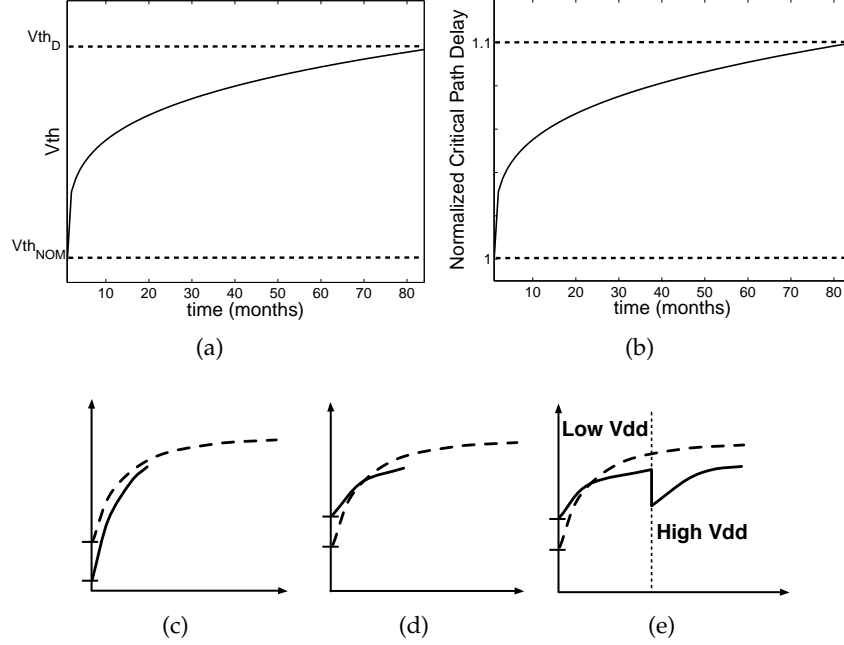 Vth_D
Vth
Vth_NOM
10 20 30 40 50 60 70 80
time (months)
(a)
1.1
Normalized Critical Path Delay
1
10 20 30 40 50 60 70 80
time (months)
(b)
Low Vdd
High Vdd
(c) (d) (e)